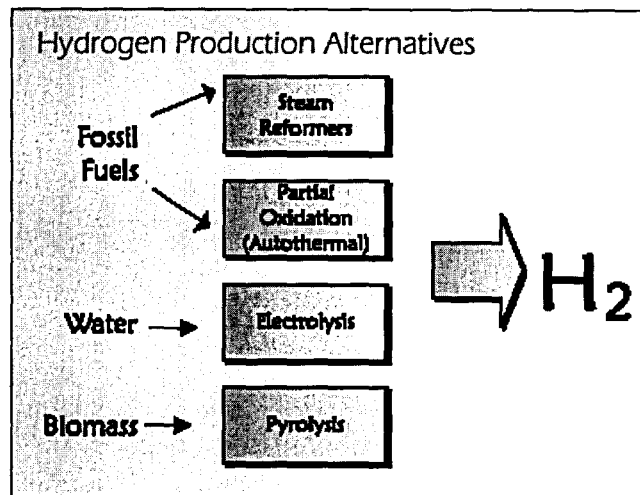 Hydrogen Production Alternatives
Fossil
Fuels
Steam
Reformers
Partial
Oxidation
(Autothermal)
Water
Electrolysis
Biomass
Pyrolysis
H2